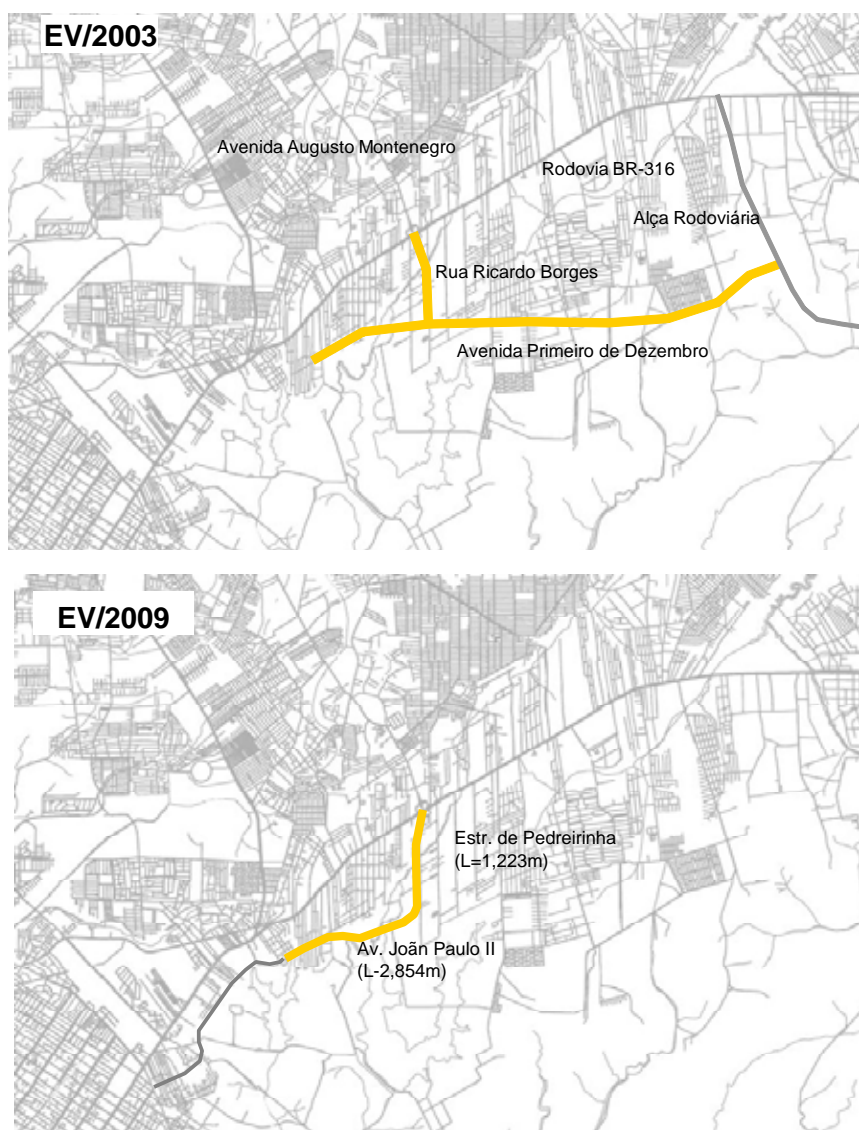 EV/2003
Avenida Augusto Montenegro
Rodovia BR-316
Alça Rodoviária
Rua Ricardo Borges
Avenida Primeiro de Dezembro
EV/2009
Estr. de Pedreirinha
(L=1,223m)
Av. Joãn Paulo II
(L-2,854m)